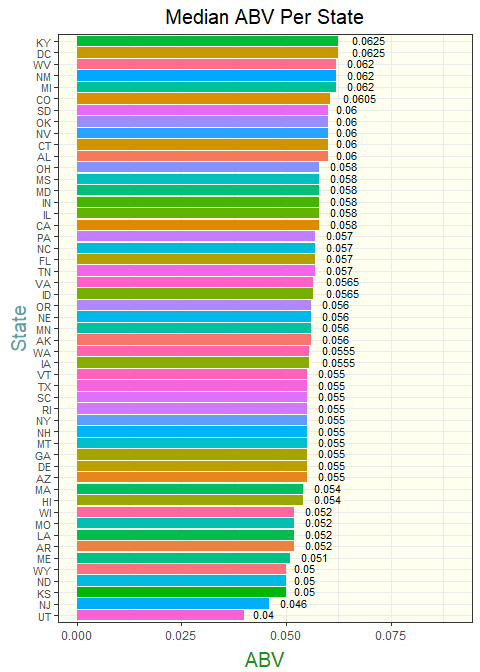 Median ABV Per State
KY 0.0625
DC 0.0625
WV 0.062
NM 0.062
MI 0.062
CO 0.0605
SD 0.06
OK 0.06
NV 0.06
CT 0.06
AL 0.06
OH 0.058
MS 0.058
MD 0.058
IN 0.058
IL 0.058
CA 0.058
PA 0.057
NC 0.057
FL 0.057
TN 0.057
VA 0.0565
ID 0.0565
OR 0.056
NE 0.056
MN 0.056
AK 0.056
WA 0.0555
IA 0.0555
VT 0.055
TX 0.055
SC 0.055
RI 0.055
NY 0.055
NH 0.055
MT 0.055
GA 0.055
DE 0.055
AZ 0.055
MA 0.054
HI 0.054
WI 0.052
MO 0.052
LA 0.052
AR 0.052
ME 0.051
WY 0.05
ND 0.05
KS 0.05
NJ 0.046
UT 0.04
State
0.000 0.025 0.050 0.075
ABV